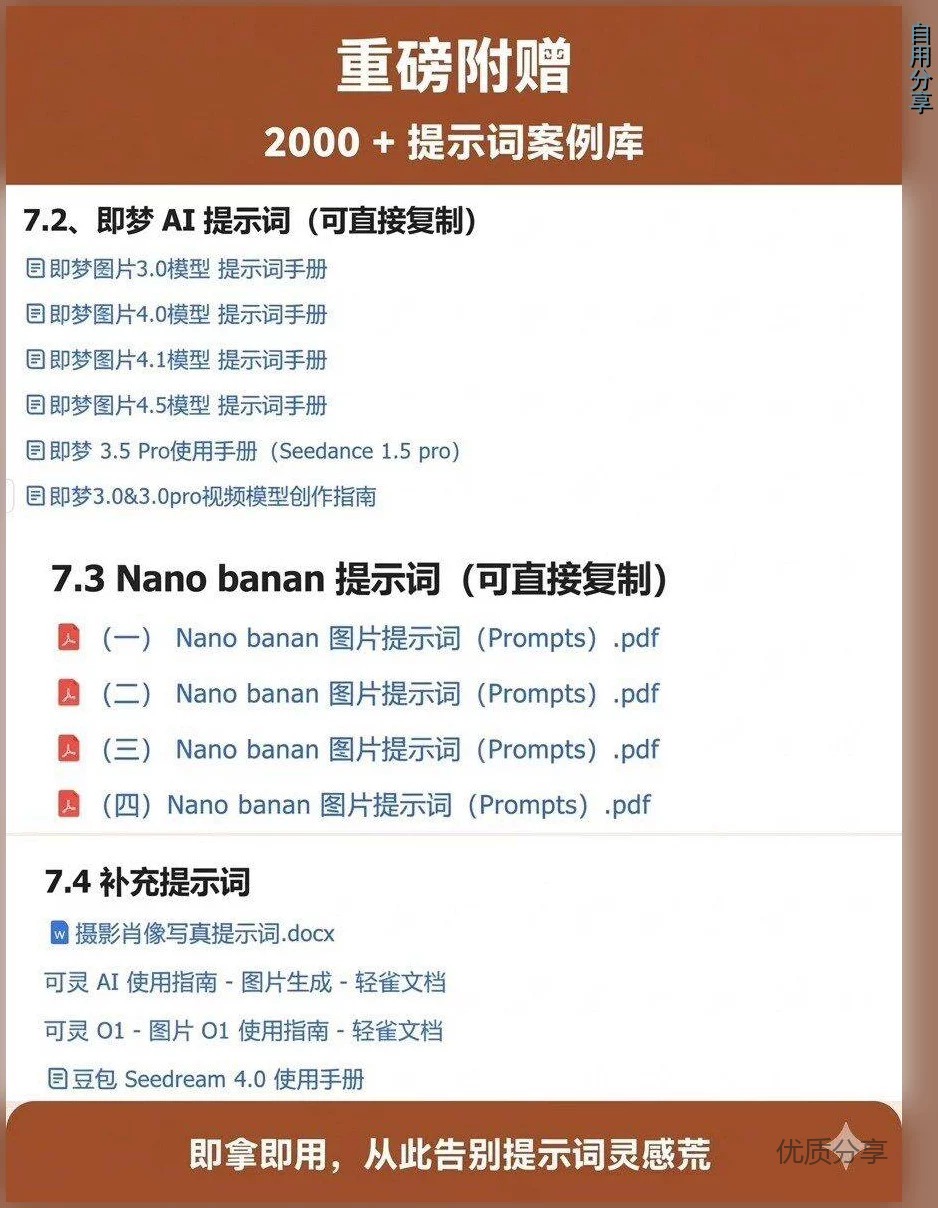 重磅附赠
2000 + 提示词案例库
自用分享
7.2、即梦 AI 提示词（可直接复制）
即梦图片3.0模型 提示词手册
即梦图片4.0模型 提示词手册
即梦图片4.1模型 提示词手册
即梦图片4.5模型 提示词手册
即梦 3.5 Pro使用手册（Seedance 1.5 pro）
即梦3.0&3.0pro视频模型创作指南
7.3 Nano banan 提示词（可直接复制）
（一） Nano banan 图片提示词（Prompts）.pdf
（二） Nano banan 图片提示词（Prompts）.pdf
（三） Nano banan 图片提示词（Prompts）.pdf
（四）Nano banan 图片提示词（Prompts）.pdf
7.4 补充提示词
W 摄影肖像写真提示词.docx
可灵 AI 使用指南 - 图片生成 - 轻雀文档
可灵 O1 - 图片 O1 使用指南 - 轻雀文档
豆包 Seedream 4.0 使用手册
即拿即用，从此告别提示词灵感荒
优质分享